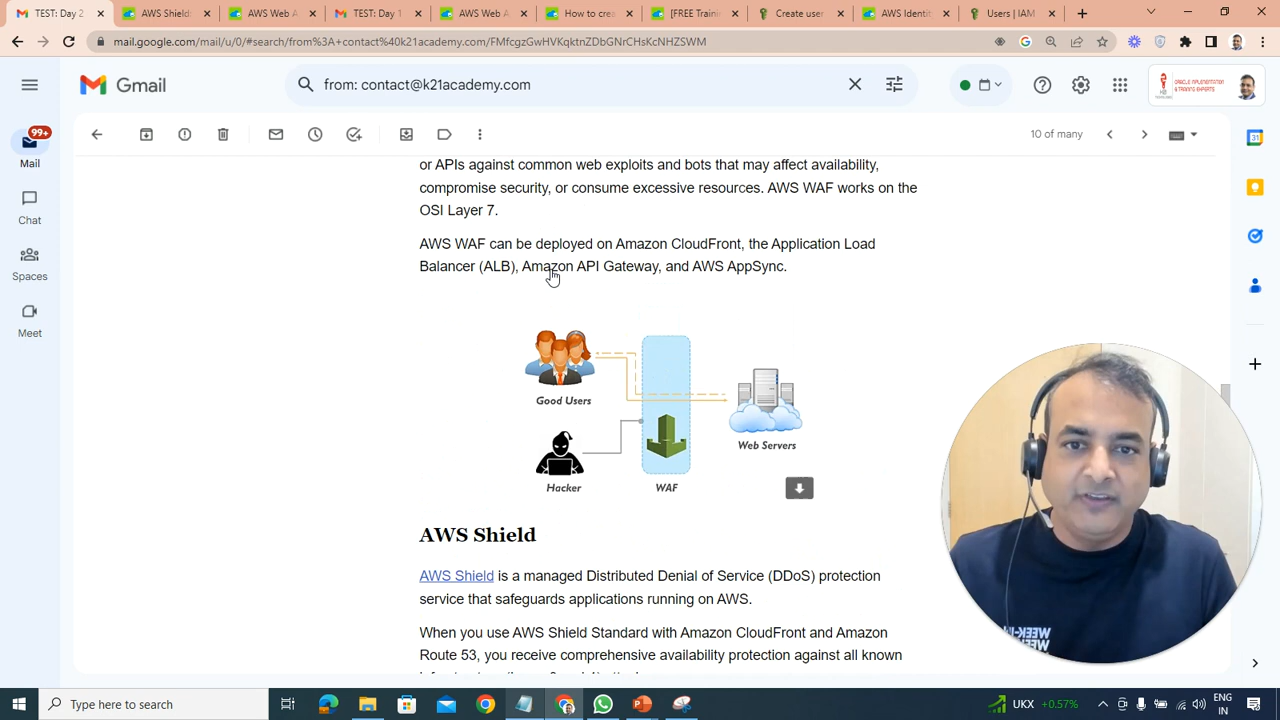 TEST: Day 2
AWS Shield
AWS Web A
TEST: Day 1
AWS Web A
How to crea
[FREE Traini
Create user
AWS Identit
Users | IAM
mail.google.com/mail/u/0/#search/from%3A+contact%40k21academy.com/FMfcgzGwHVKqktnZDbGNrCHsKcNHZSWM
Gmail
from: contact@k21academy.com
ORACLE IMPLEMENTATION
& TRAINING EXPERTS
99+
Mail
Chat
Spaces
Meet
10 of many
or APIs against common web exploits and bots that may affect availability,
compromise security, or consume excessive resources. AWS WAF works on the
OSI Layer 7.
AWS WAF can be deployed on Amazon CloudFront, the Application Load
Balancer (ALB), Amazon API Gateway, and AWS AppSync.
Good Users
Hacker
WAF
Web Servers
AWS Shield
AWS Shield is a managed Distributed Denial of Service (DDoS) protection
service that safeguards applications running on AWS.
When you use AWS Shield Standard with Amazon CloudFront and Amazon
Route 53, you receive comprehensive availability protection against all known
31
Type here to search
UKX +0.57%
ENG
IN